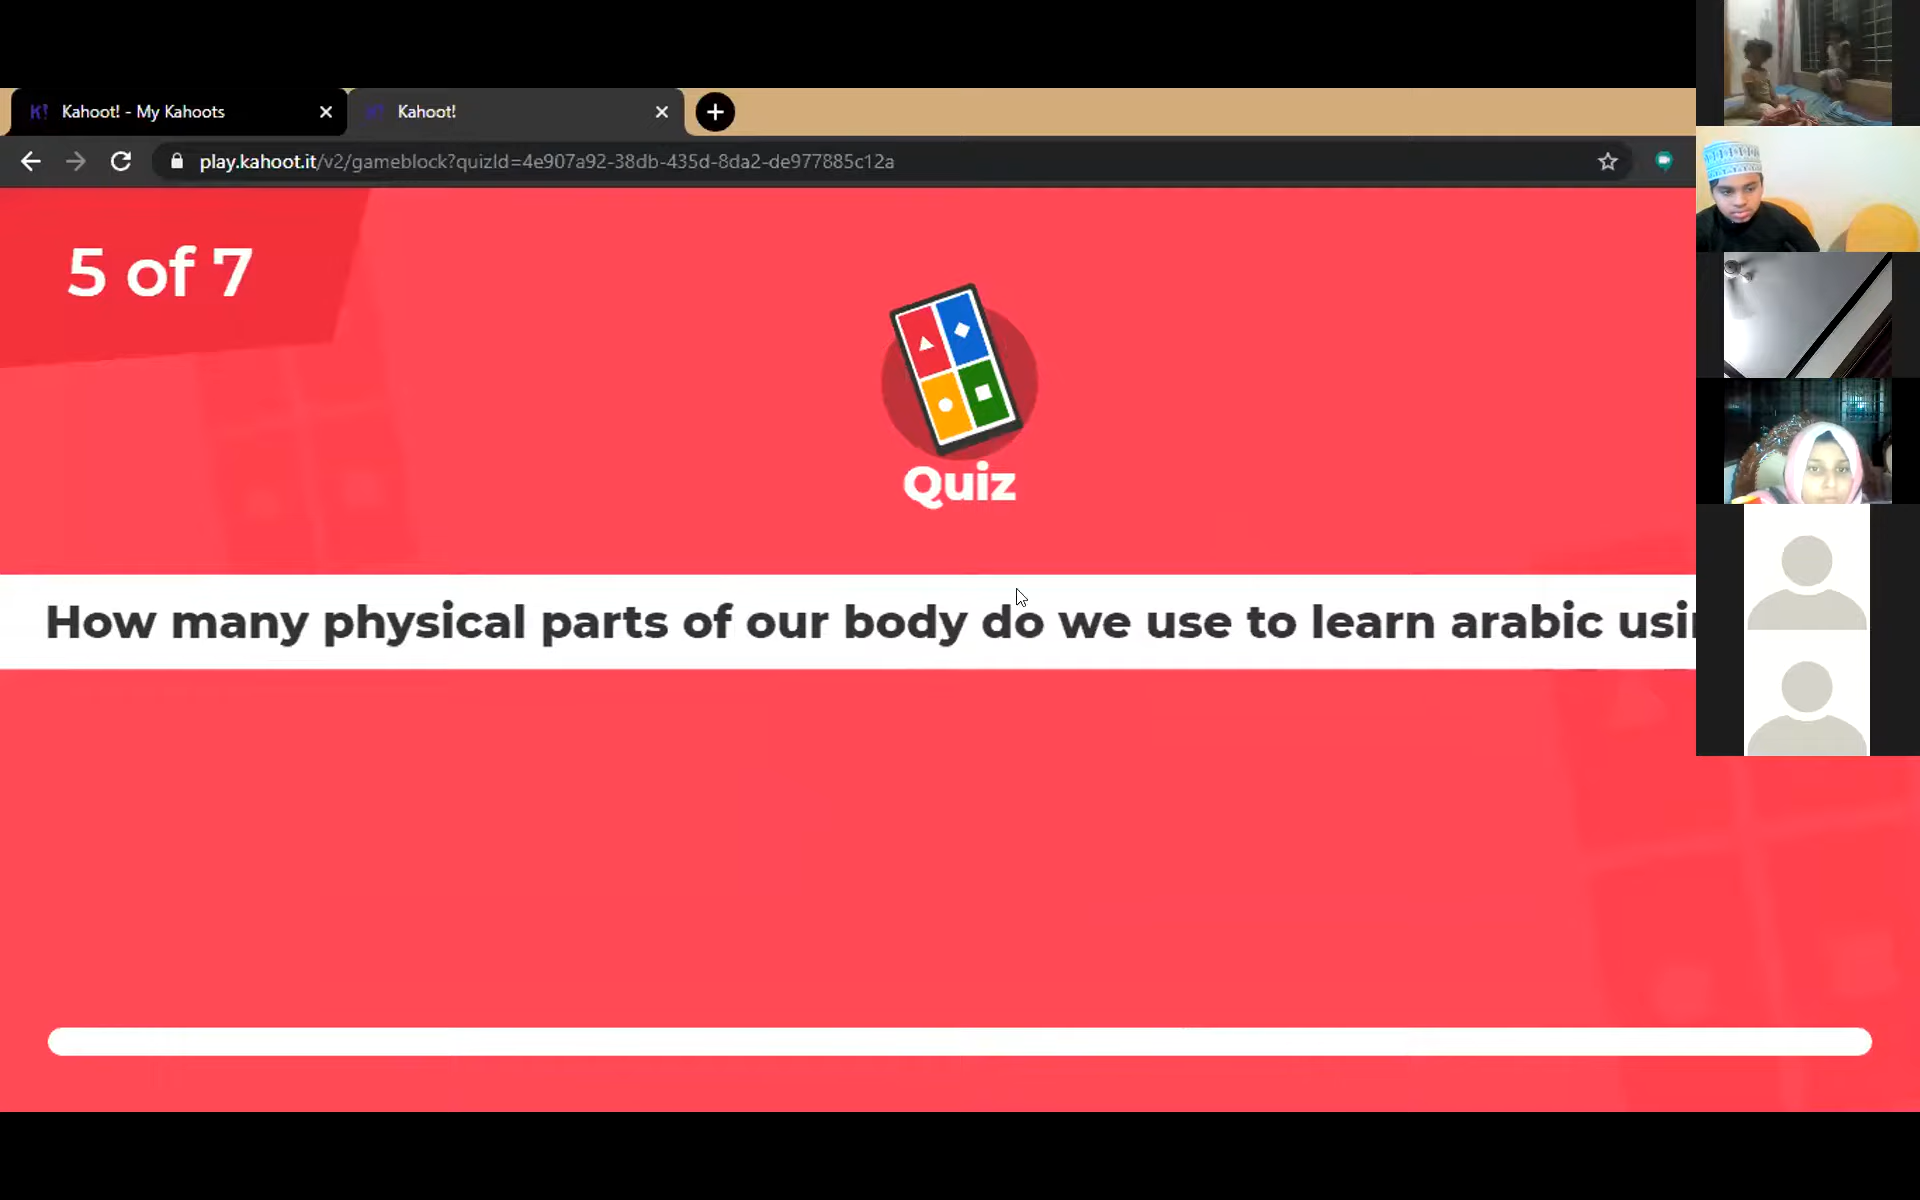 Kahoot! - My Kahoots
Kahoot!
play.kahoot.it/v2/gameblock?quizId=4e907a92-38db-435d-8da2-de977885c12a
5 of 7
Quiz
How many physical parts of our body do we use to learn arabic